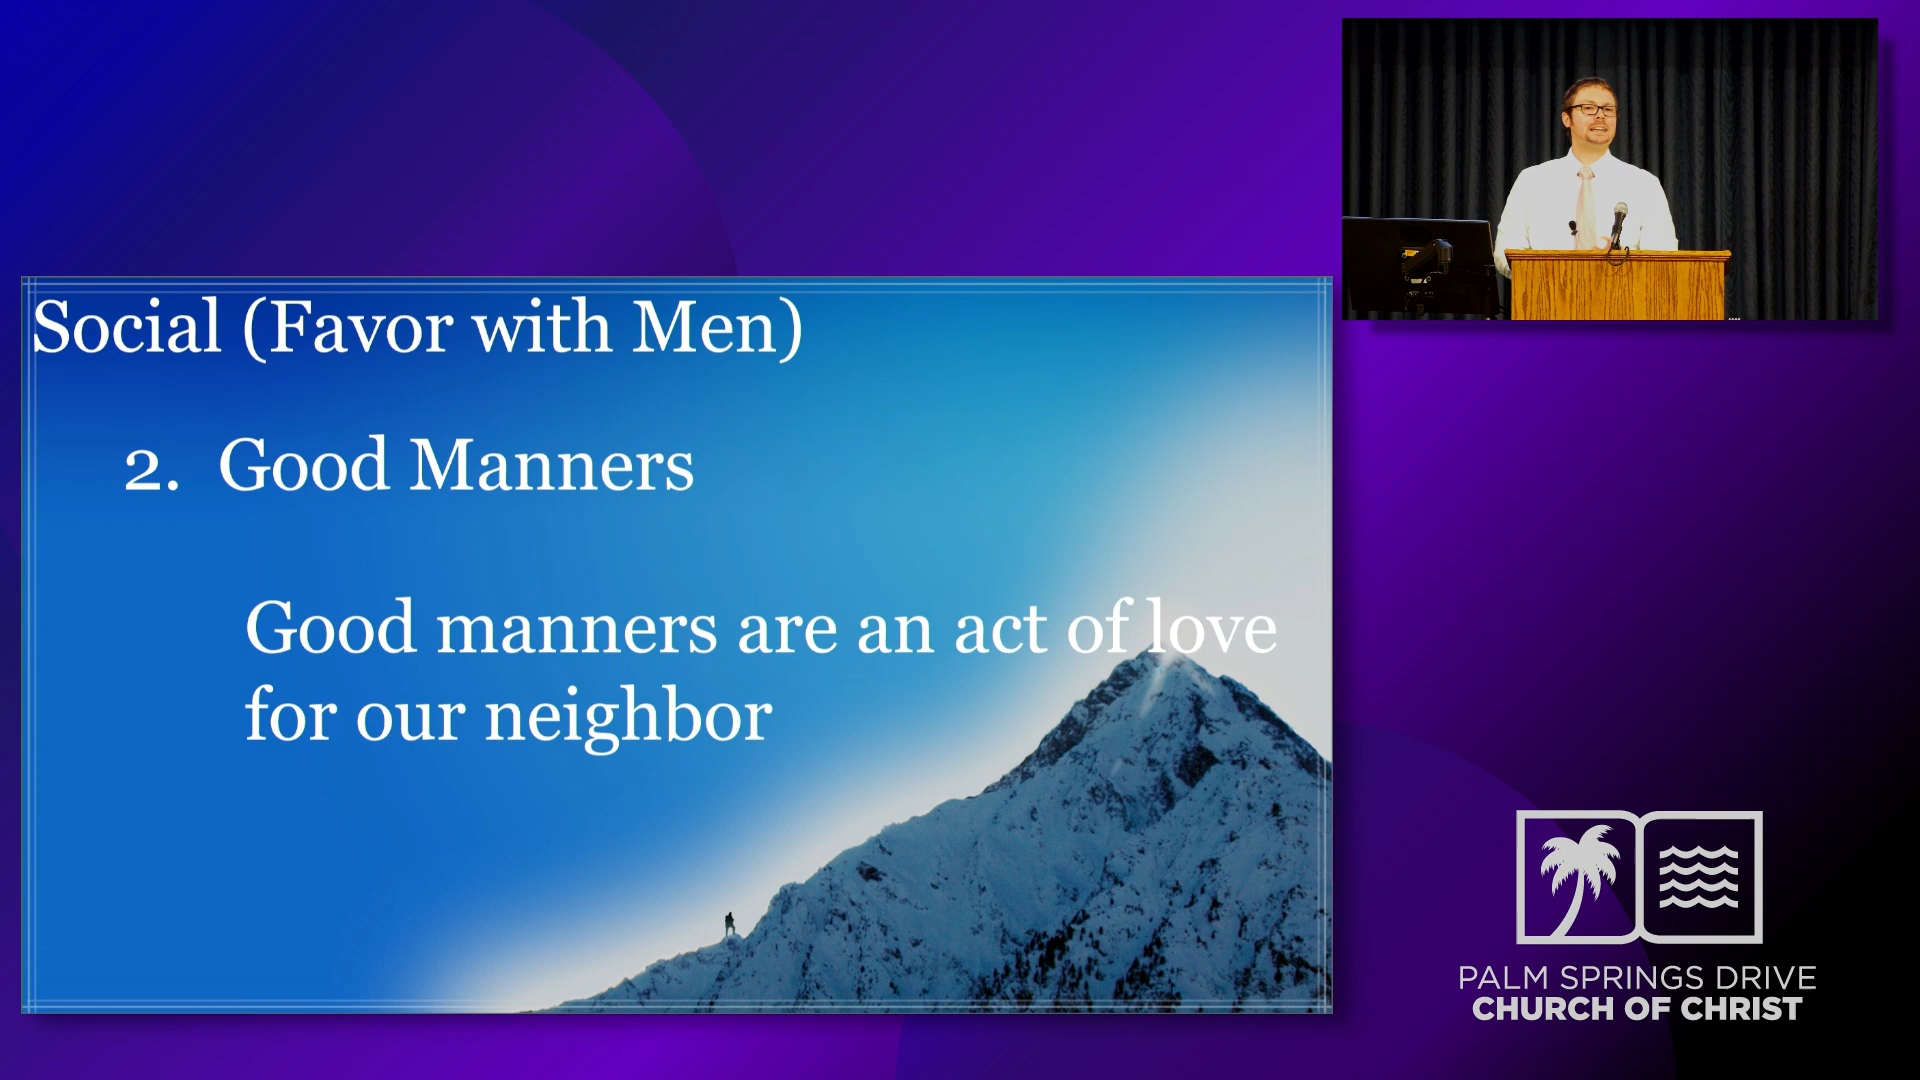 Social (Favor with Men)
2. Good Manners
Good manners are an act of love
for our neighbor
PALM SPRINGS DRIVE
CHURCH OF CHRIST